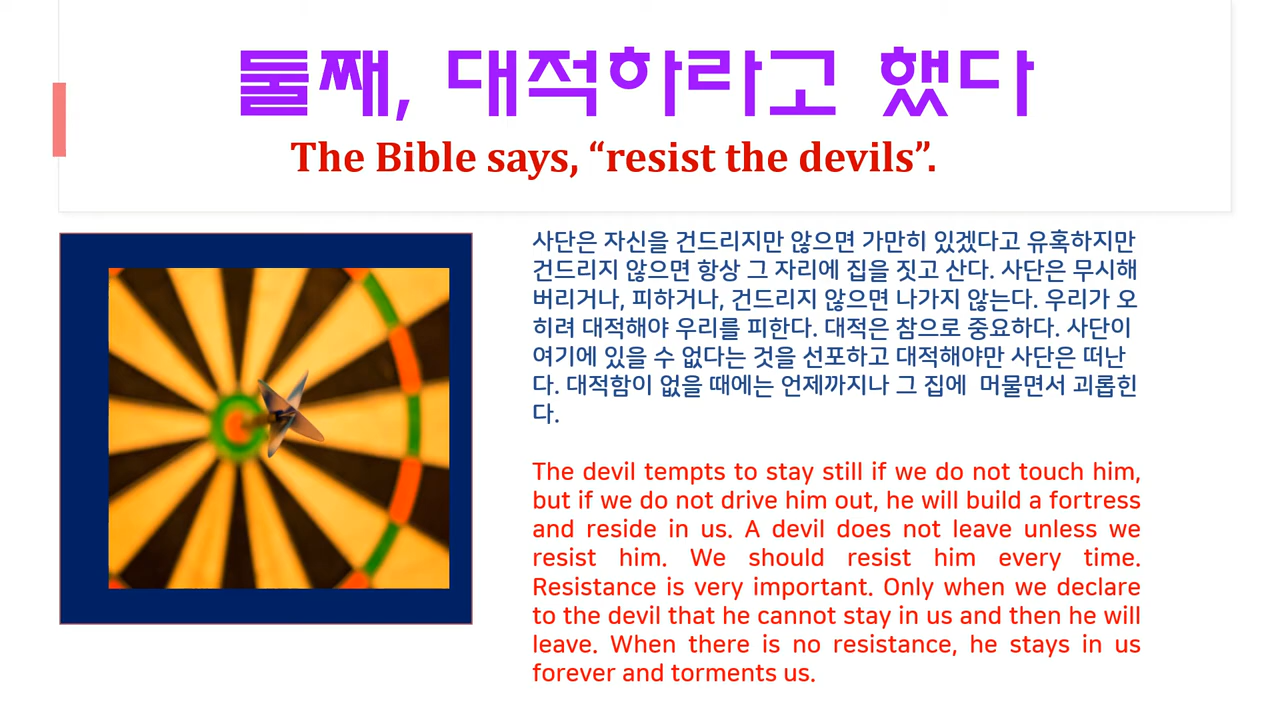 둘째, 대적하라고 했다
The Bible says, “resist the devils”.
사단은 자신을 건드리지만 않으면 가만히 있겠다고 유혹하지만
건드리지 않으면 항상 그 자리에 집을 짓고 산다. 사단은 무시해
버리거나, 피하거나, 건드리지 않으면 나가지 않는다. 우리가 오
히려 대적해야 우리를 피한다. 대적은 참으로 중요하다. 사단이
여기에 있을 수 없다는 것을 선포하고 대적해야만 사단은 떠난
다. 대적함이 없을 때에는 언제까지나 그 집에 머물면서 괴롭힌
다.
The devil tempts to stay still if we do not touch him,
but if we do not drive him out, he will build a fortress
and reside in us. A devil does not leave unless we
resist him. We should resist him every time.
Resistance is very important. Only when we declare
to the devil that he cannot stay in us and then he will
leave. When there is no resistance, he stays in us
forever and torments us.